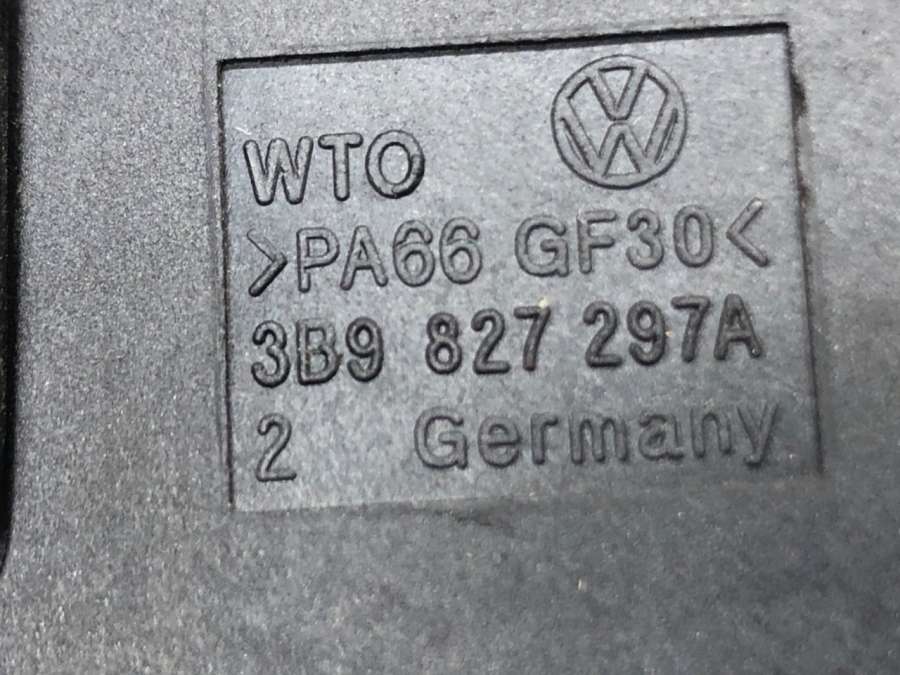 WTO
>PA66 GF30<
3B9 827 297A
2 Germany